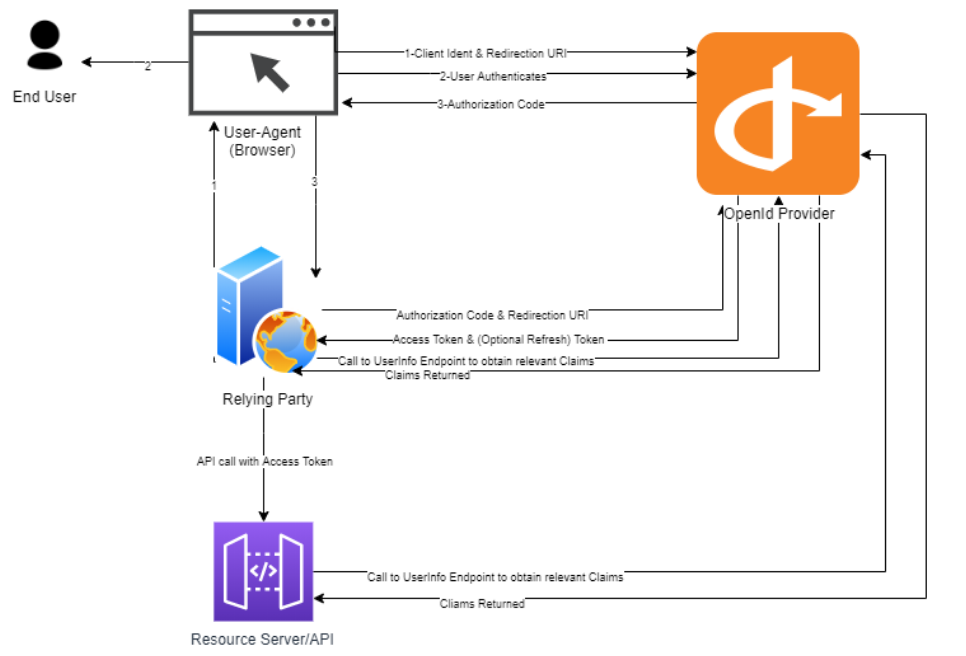 1-Client Ident & Redirection URI
2
2-User Authenticates
End User
3-Authorization Code
User-Agent
(Browser)
1
3
OpenId Provider
Authorization Code & Redirection URI
Access Token & (Optional Refresh) Token
Call to UserInfo Endpoint to obtain relevant Claims
Claims Returned
Relying Party
API call with Access Token
</>
Call to UserInfo Endpoint to obtain relevant Claims
Cliams Returned
Resource Server/API